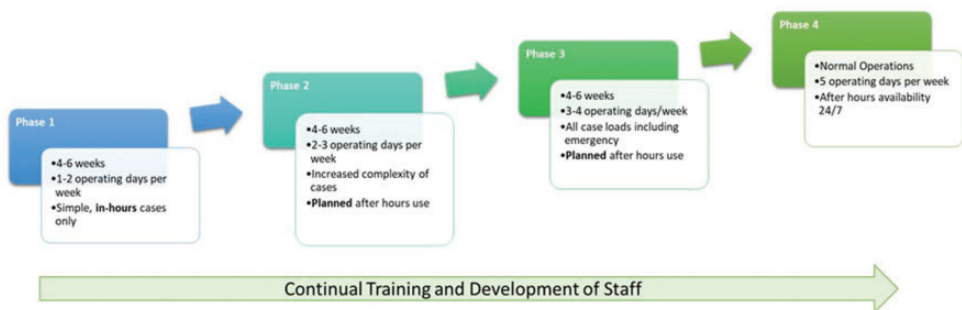 Phase 1
•4-6 weeks
•1-2 operating days per
week
•Simple, in-hours cases
only
Phase 2
•4-6 weeks
•2-3 operating days per
week
•Increased complexity of
cases
•Planned after hours use
Phase 3
•4-6 weeks
•3-4 operating days/week
•All case loads including
emergency
•Planned after hours use
Phase 4
•Normal Operations
•5 operating days per week
•After hours availability
24/7
Continual Training and Development of Staff